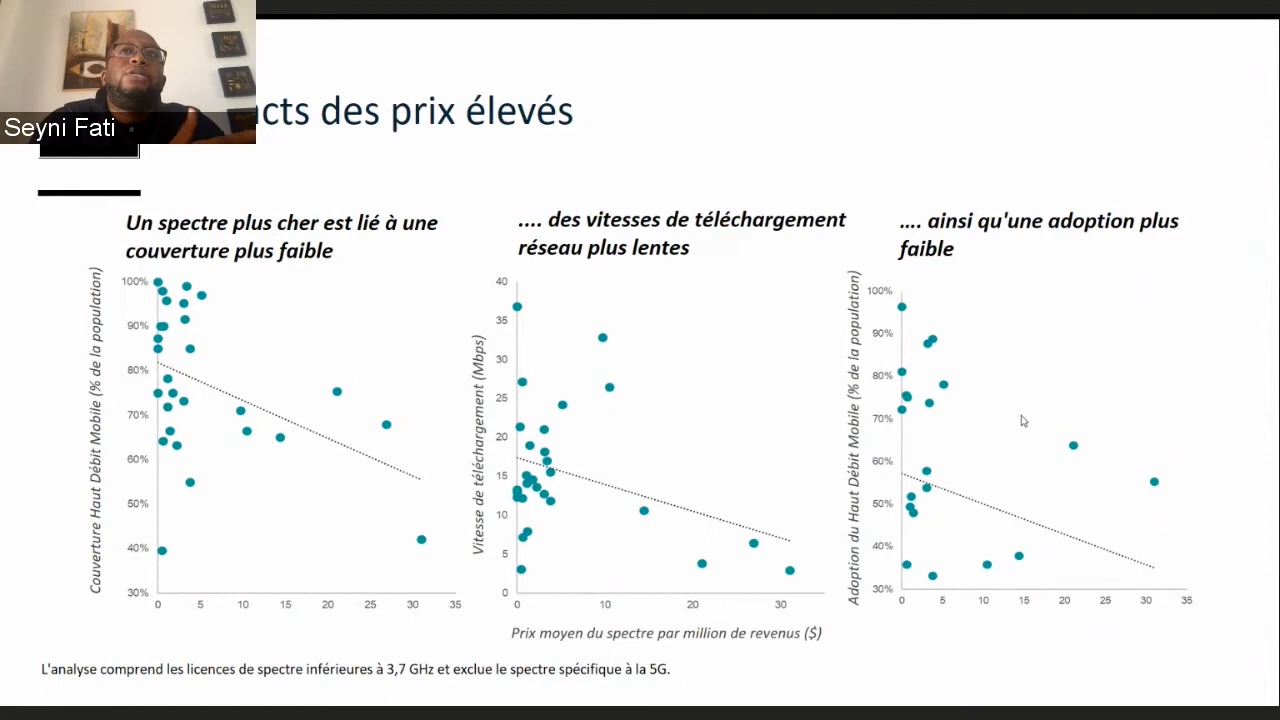 Seyni Fati
cts des prix élevés
Un spectre plus cher est lié à une
couverture plus faible
.... des vitesses de téléchargement
réseau plus lentes
.... ainsi qu'une adoption plus
faible
Couverture Haut Débit Mobile (% de la population)
100%
90%
80%
70%
60%
50%
40%
30%
0 5 10 15 20 25 30 35
Vitesse de téléchargement (Mbps)
40
35
30
25
20
15
10
5
0
0 10 20 30
Adoption du Haut Débit Mobile (% de la population)
100%
90%
80%
70%
60%
50%
40%
30%
0 5 10 15 20 25 30 35
Prix moyen du spectre par million de revenus ($)
L'analyse comprend les licences de spectre inférieures à 3,7 GHz et exclue le spectre spécifique à la 5G.